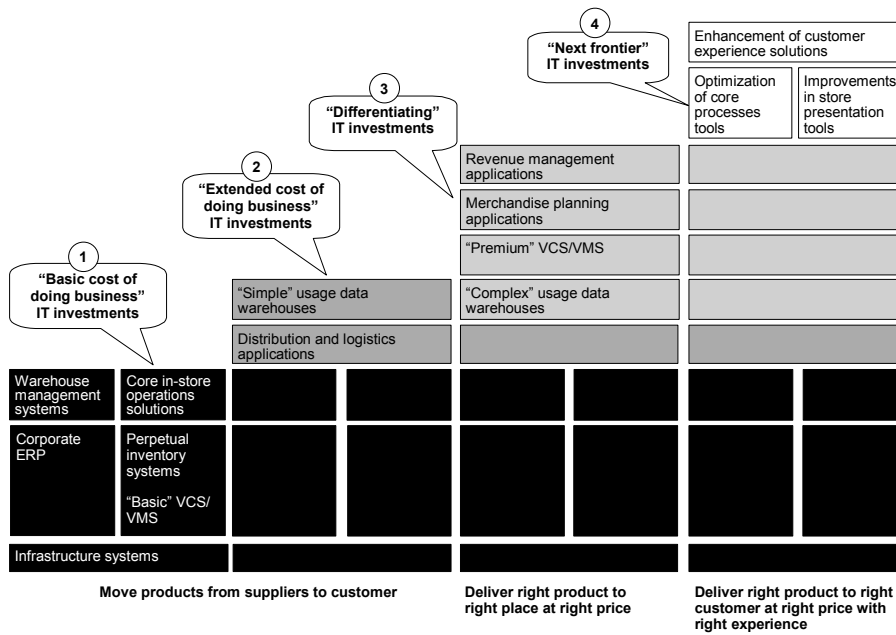 4
“Next frontier”
IT investments
Enhancement of customer
experience solutions
Optimization
of core
processes
tools
Improvements
in store
presentation
tools
3
“Differentiating”
IT investments
Revenue management
applications
2
“Extended cost of
doing business”
IT investments
Merchandise planning
applications
“Premium” VCS/VMS
1
“Basic cost of
doing business”
IT investments
“Simple” usage data
warehouses
“Complex” usage data
warehouses
Distribution and logistics
applications
Warehouse
management
systems
Core in-store
operations
solutions
Corporate
ERP
Perpetual
inventory
systems
“Basic” VCS/
VMS
Infrastructure systems
Move products from suppliers to customer
Deliver right product to
right place at right price
Deliver right product to right
customer at right price with
right experience